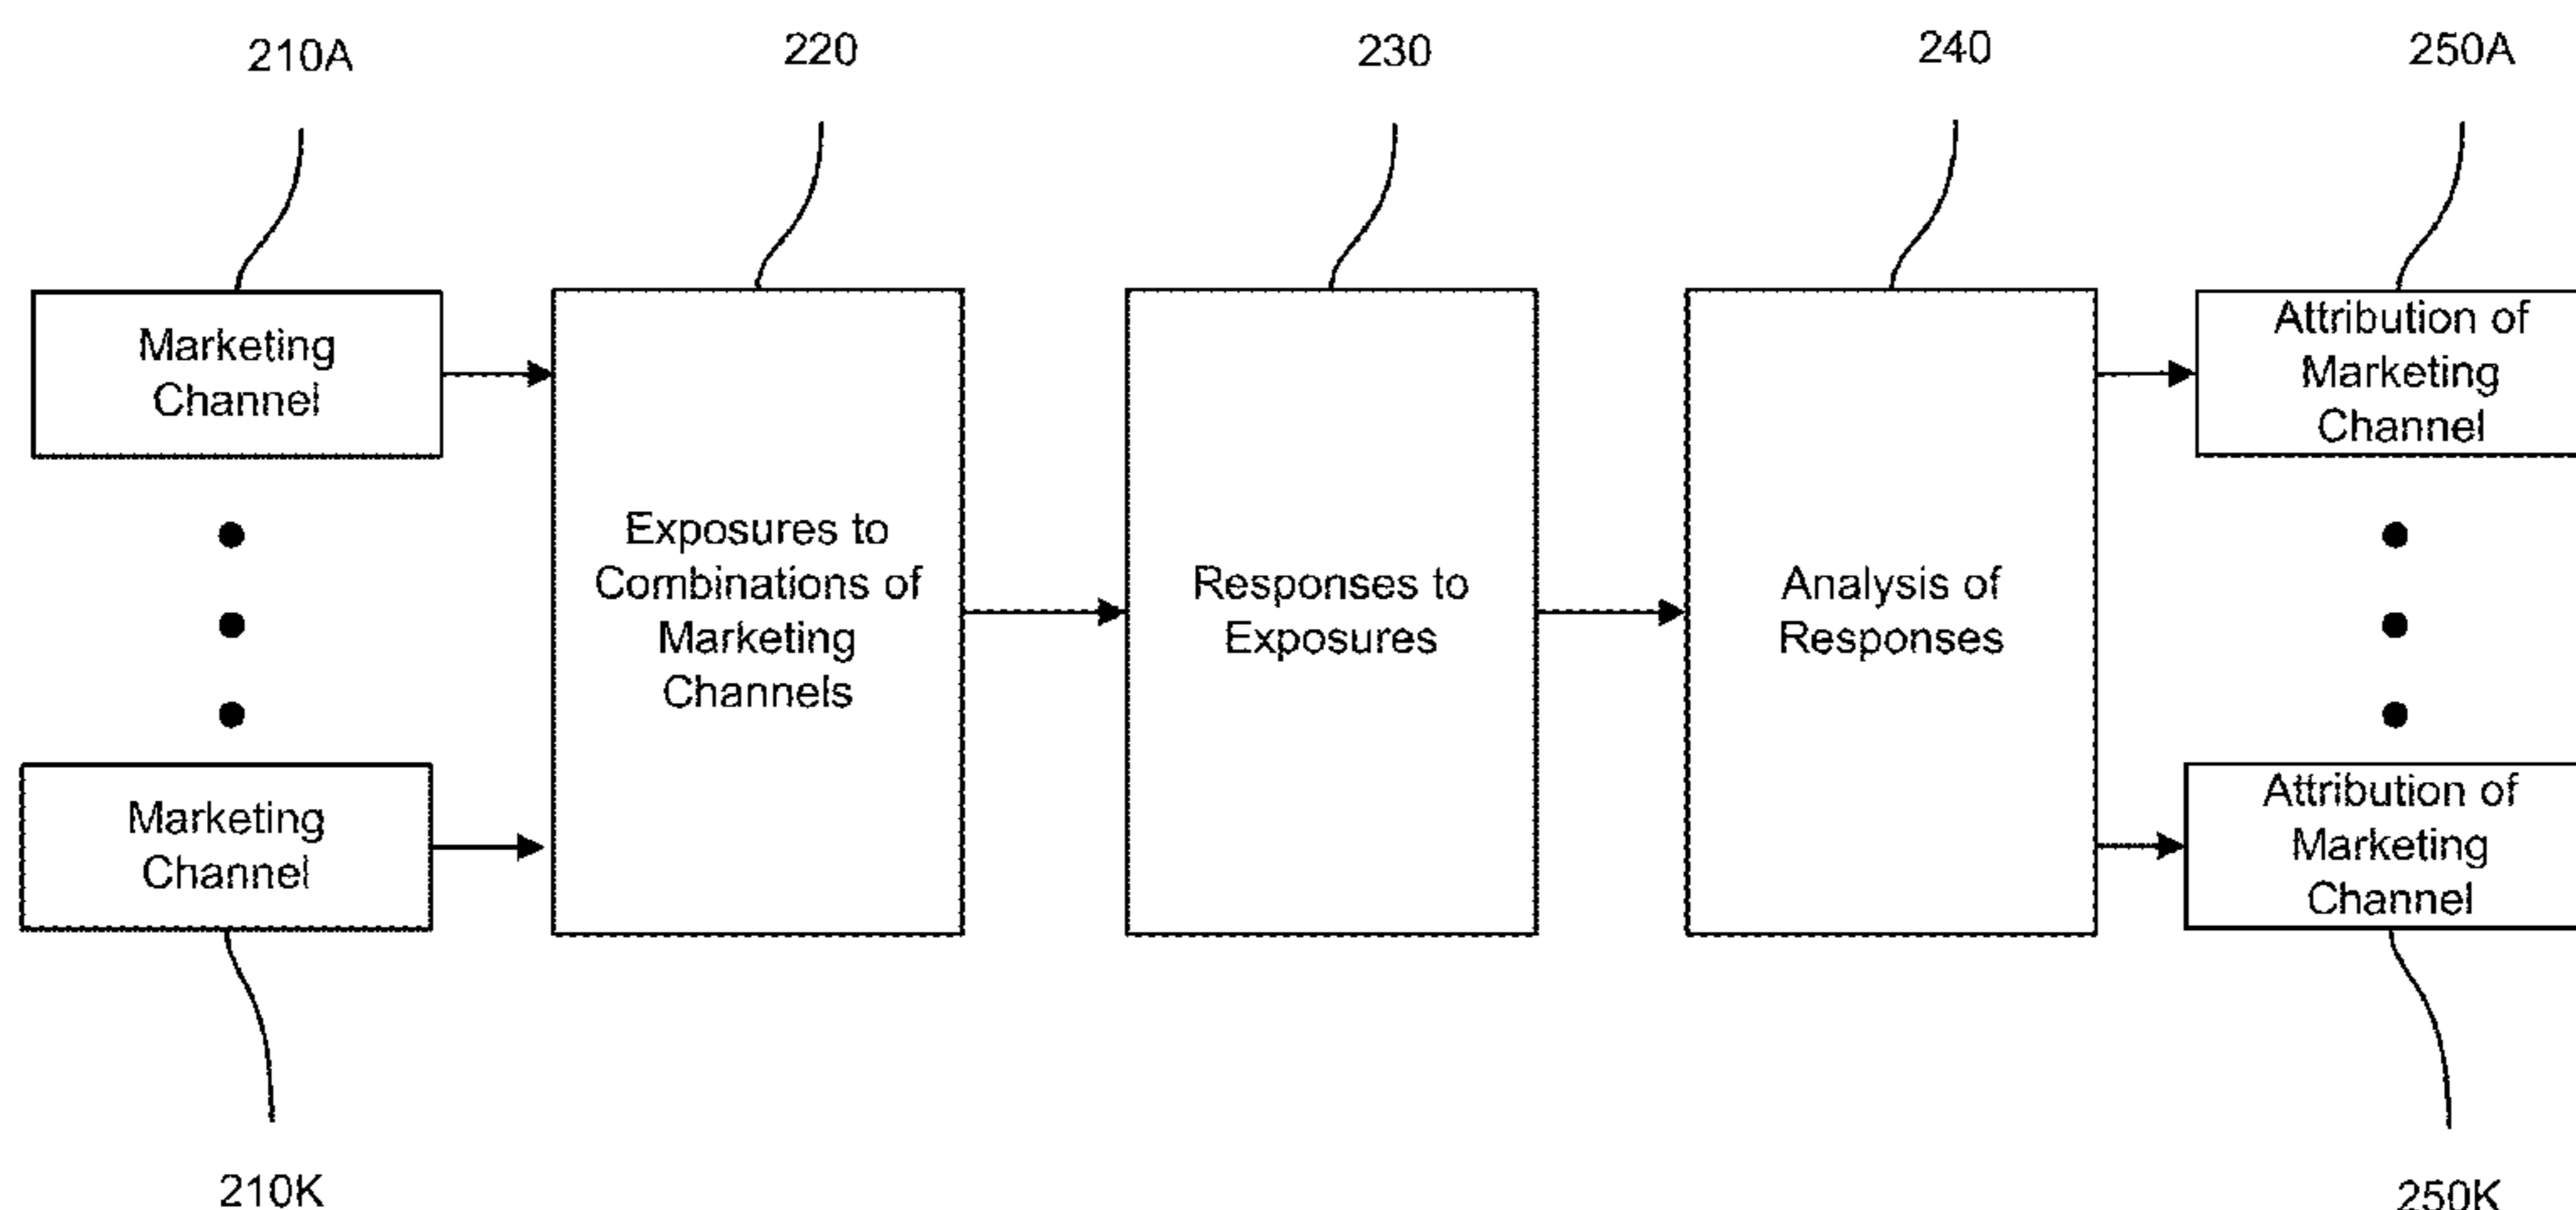 210A
220
230
240
250A
Marketing
Channel
Exposures to
Combinations of
Marketing
Channels
Responses to
Exposures
Analysis of
Responses
Attribution of
Marketing
Channel
Marketing
Channel
Attribution of
Marketing
Channel
210K
250K